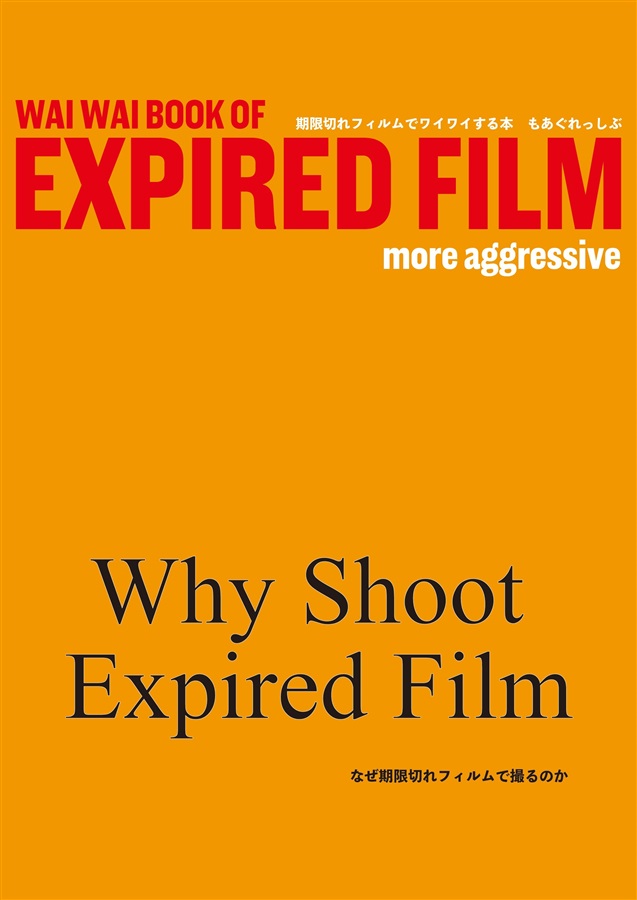 WAI WAI BOOK OF
期限切れフィルムでワイワイする本　もあぐれっしぶ
EXPIRED FILM
more aggressive
Why Shoot
Expired Film
なぜ期限切れフィルムで撮るのか